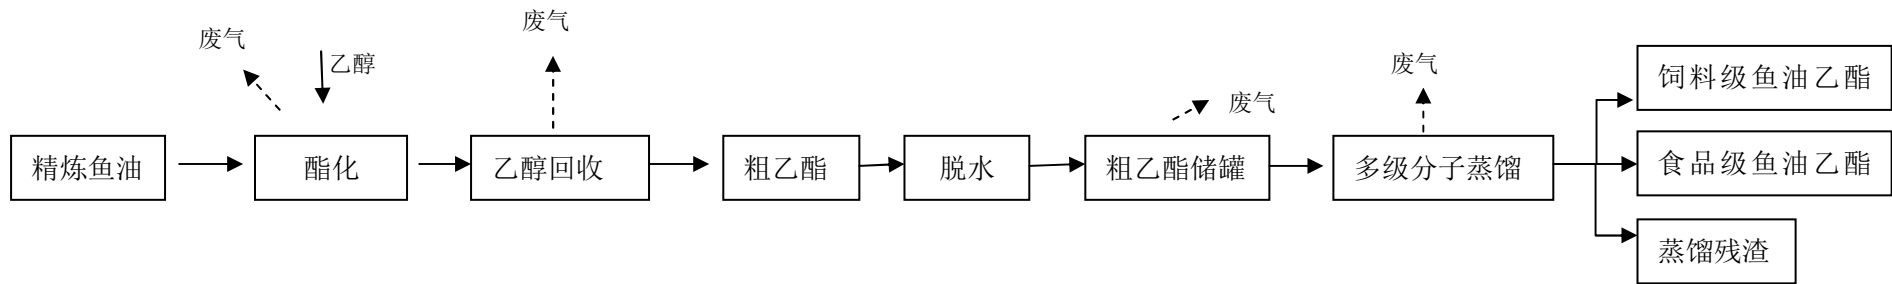 废气
废气
乙醇
废气
废气
精炼鱼油
酯化
乙醇回收
粗乙酯
脱水
粗乙酯储罐
多级分子蒸馏
饲料级鱼油乙酯
食品级鱼油乙酯
蒸馏残渣